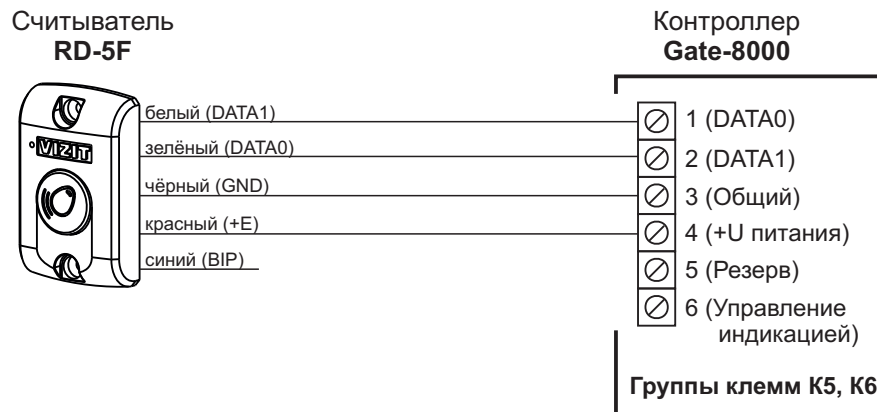 Считыватель
RD-5F
Контроллер
Gate-8000
VIZIT
белый (DATA1)
зелёный (DATA0)
чёрный (GND)
красный (+E)
синий (BIP)
1 (DATA0)
2 (DATA1)
3 (Общий)
4 (+U питания)
5 (Резерв)
6 (Управление
индикацией)
Группы клемм К5, К6